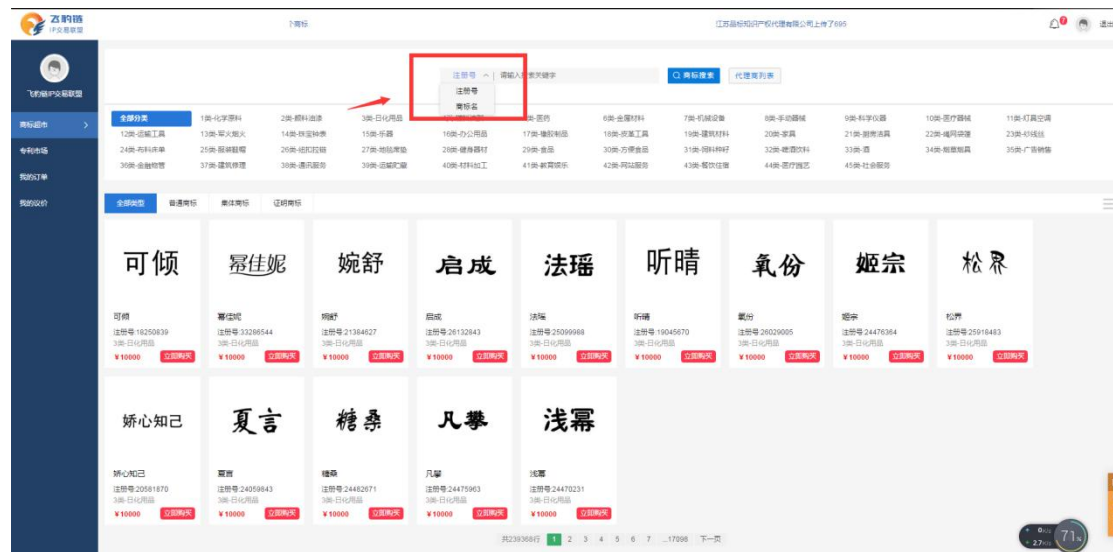 飞豹链
IP交易联盟
卜商标
江苏品标知识产权代理有限公司上传了695
退出
飞豹链IP交易联盟
商标超市
专利市场
我的订单
我的议价
注册号 请输入搜索关键字 商标搜索 代理商列表
注册号
商标名
全部分类 1类-化学原料 2类-颜料油漆 3类-日化用品 5类-医药 6类-金属材料 7类-机械设备 8类-手动器械 9类-科学仪器 10类-医疗器械 11类-灯具空调
12类-运输工具 13类-军火烟火 14类-珠宝钟表 15类-乐器 16类-办公用品 17类-橡胶制品 18类-皮革工具 19类-建筑材料 20类-家具 21类-厨房洁具 22类-绳网袋篷 23类-纱线丝
24类-布料床单 25类-服装鞋帽 26类-纽扣拉链 27类-地毯席垫 28类-健身器材 29类-食品 30类-方便食品 31类-饲料种籽 32类-啤酒饮料 33类-酒 34类-烟草烟具 35类-广告销售
36类-金融物管 37类-建筑修理 38类-通讯服务 39类-运输贮藏 40类-材料加工 41类-教育娱乐 42类-网站服务 43类-餐饮住宿 44类-医疗园艺 45类-社会服务
全部类型 普通商标 集体商标 证明商标
可倾 幂佳妮 婉舒 启成 法瑶 听晴 氧份 姬宗 松界
可倾 幂佳妮 婉舒 启成 法瑶 听晴 氧份 姬宗 松界
注册号:18250839 注册号:33286544 注册号:21384627 注册号:26132843 注册号:25099988 注册号:19045670 注册号:26029005 注册号:24476364 注册号:25918483
3类-日化用品 3类-日化用品 3类-日化用品 3类-日化用品 3类-日化用品 3类-日化用品 3类-日化用品 3类-日化用品 3类-日化用品
¥10000 立即购买 ¥10000 立即购买 ¥10000 立即购买 ¥10000 立即购买 ¥10000 立即购买 ¥10000 立即购买 ¥10000 立即购买 ¥10000 立即购买 ¥10000 立即购买
娇心知己 夏言 糖桑 凡攀 浅幂
娇心知己 夏言 糖桑 凡攀 浅幂
注册号:20581870 注册号:24059843 注册号:24482671 注册号:24475963 注册号:24470231
3类-日化用品 3类-日化用品 3类-日化用品 3类-日化用品 3类-日化用品
¥10000 立即购买 ¥10000 立即购买 ¥10000 立即购买 ¥10000 立即购买 ¥10000 立即购买
共239368行 1 2 3 4 5 6 7 ...17098 下一页
71%